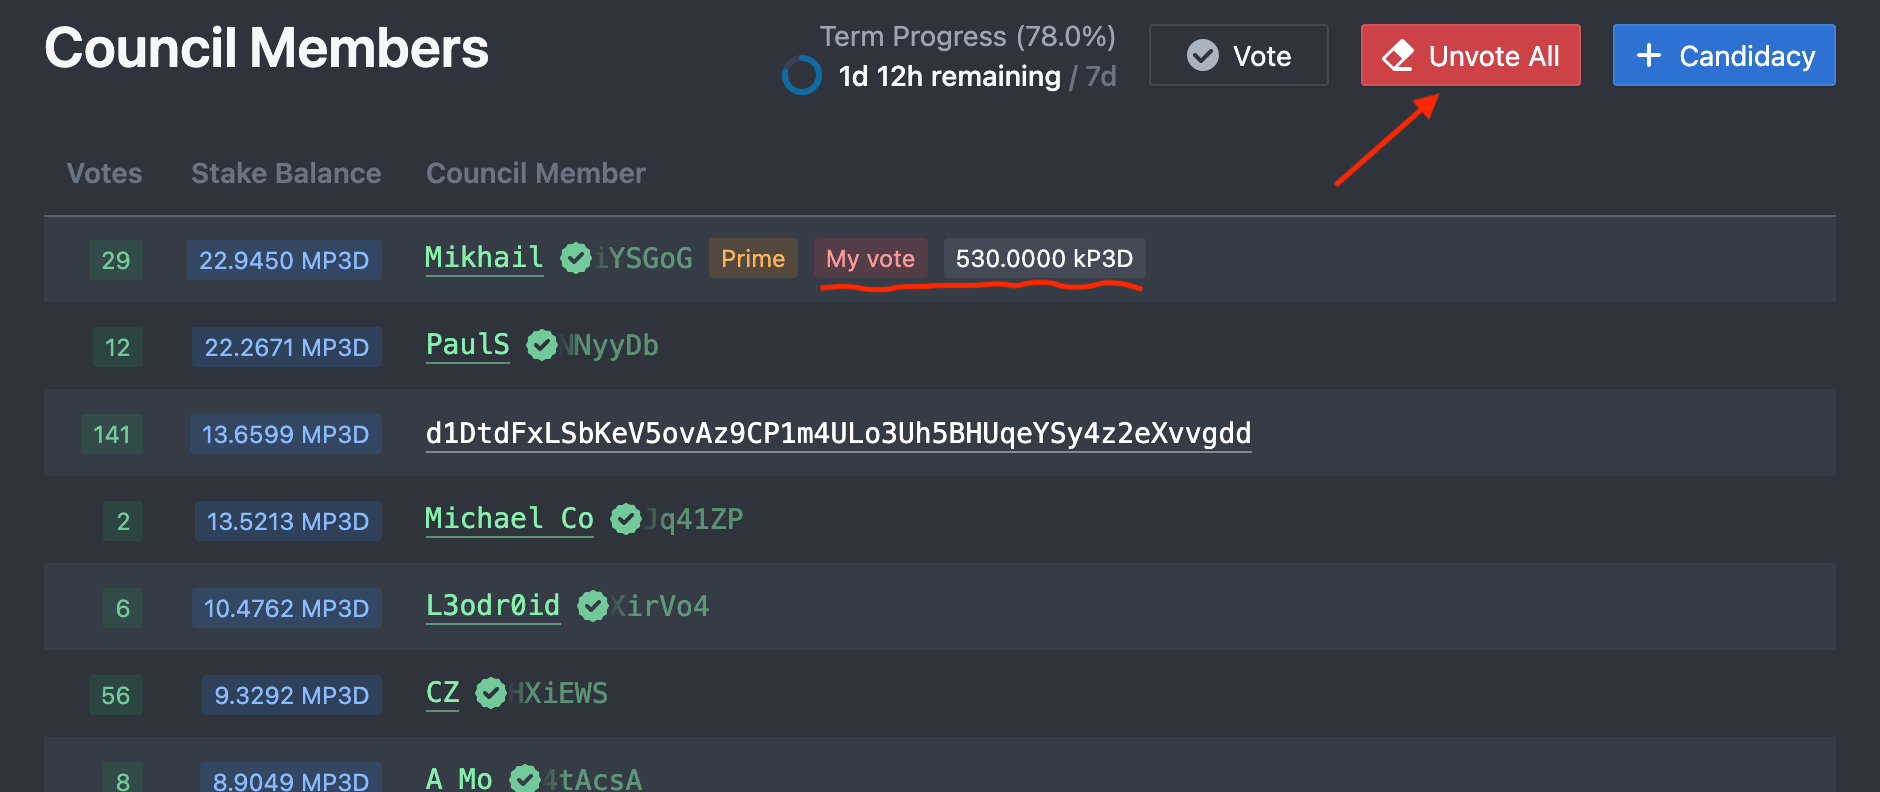 Council Members
Term Progress (78.0%)
1d 12h remaining / 7d
Vote
Unvote All
+ Candidacy
Votes Stake Balance Council Member
29 22.9450 MP3D Mikhail iYSGoG Prime My vote 530.0000 kP3D
12 22.2671 MP3D PaulS NNyyDb
141 13.6599 MP3D d1DtdFxLSbKeV5ovAz9CP1m4ULo3Uh5BHUqeYSy4z2eXvvgdd
2 13.5213 MP3D Michael Co Jq41ZP
6 10.4762 MP3D L3odr0id XirVo4
56 9.3292 MP3D CZ HXiEWS
8 8.9049 MP3D A Mo 4tAcsA